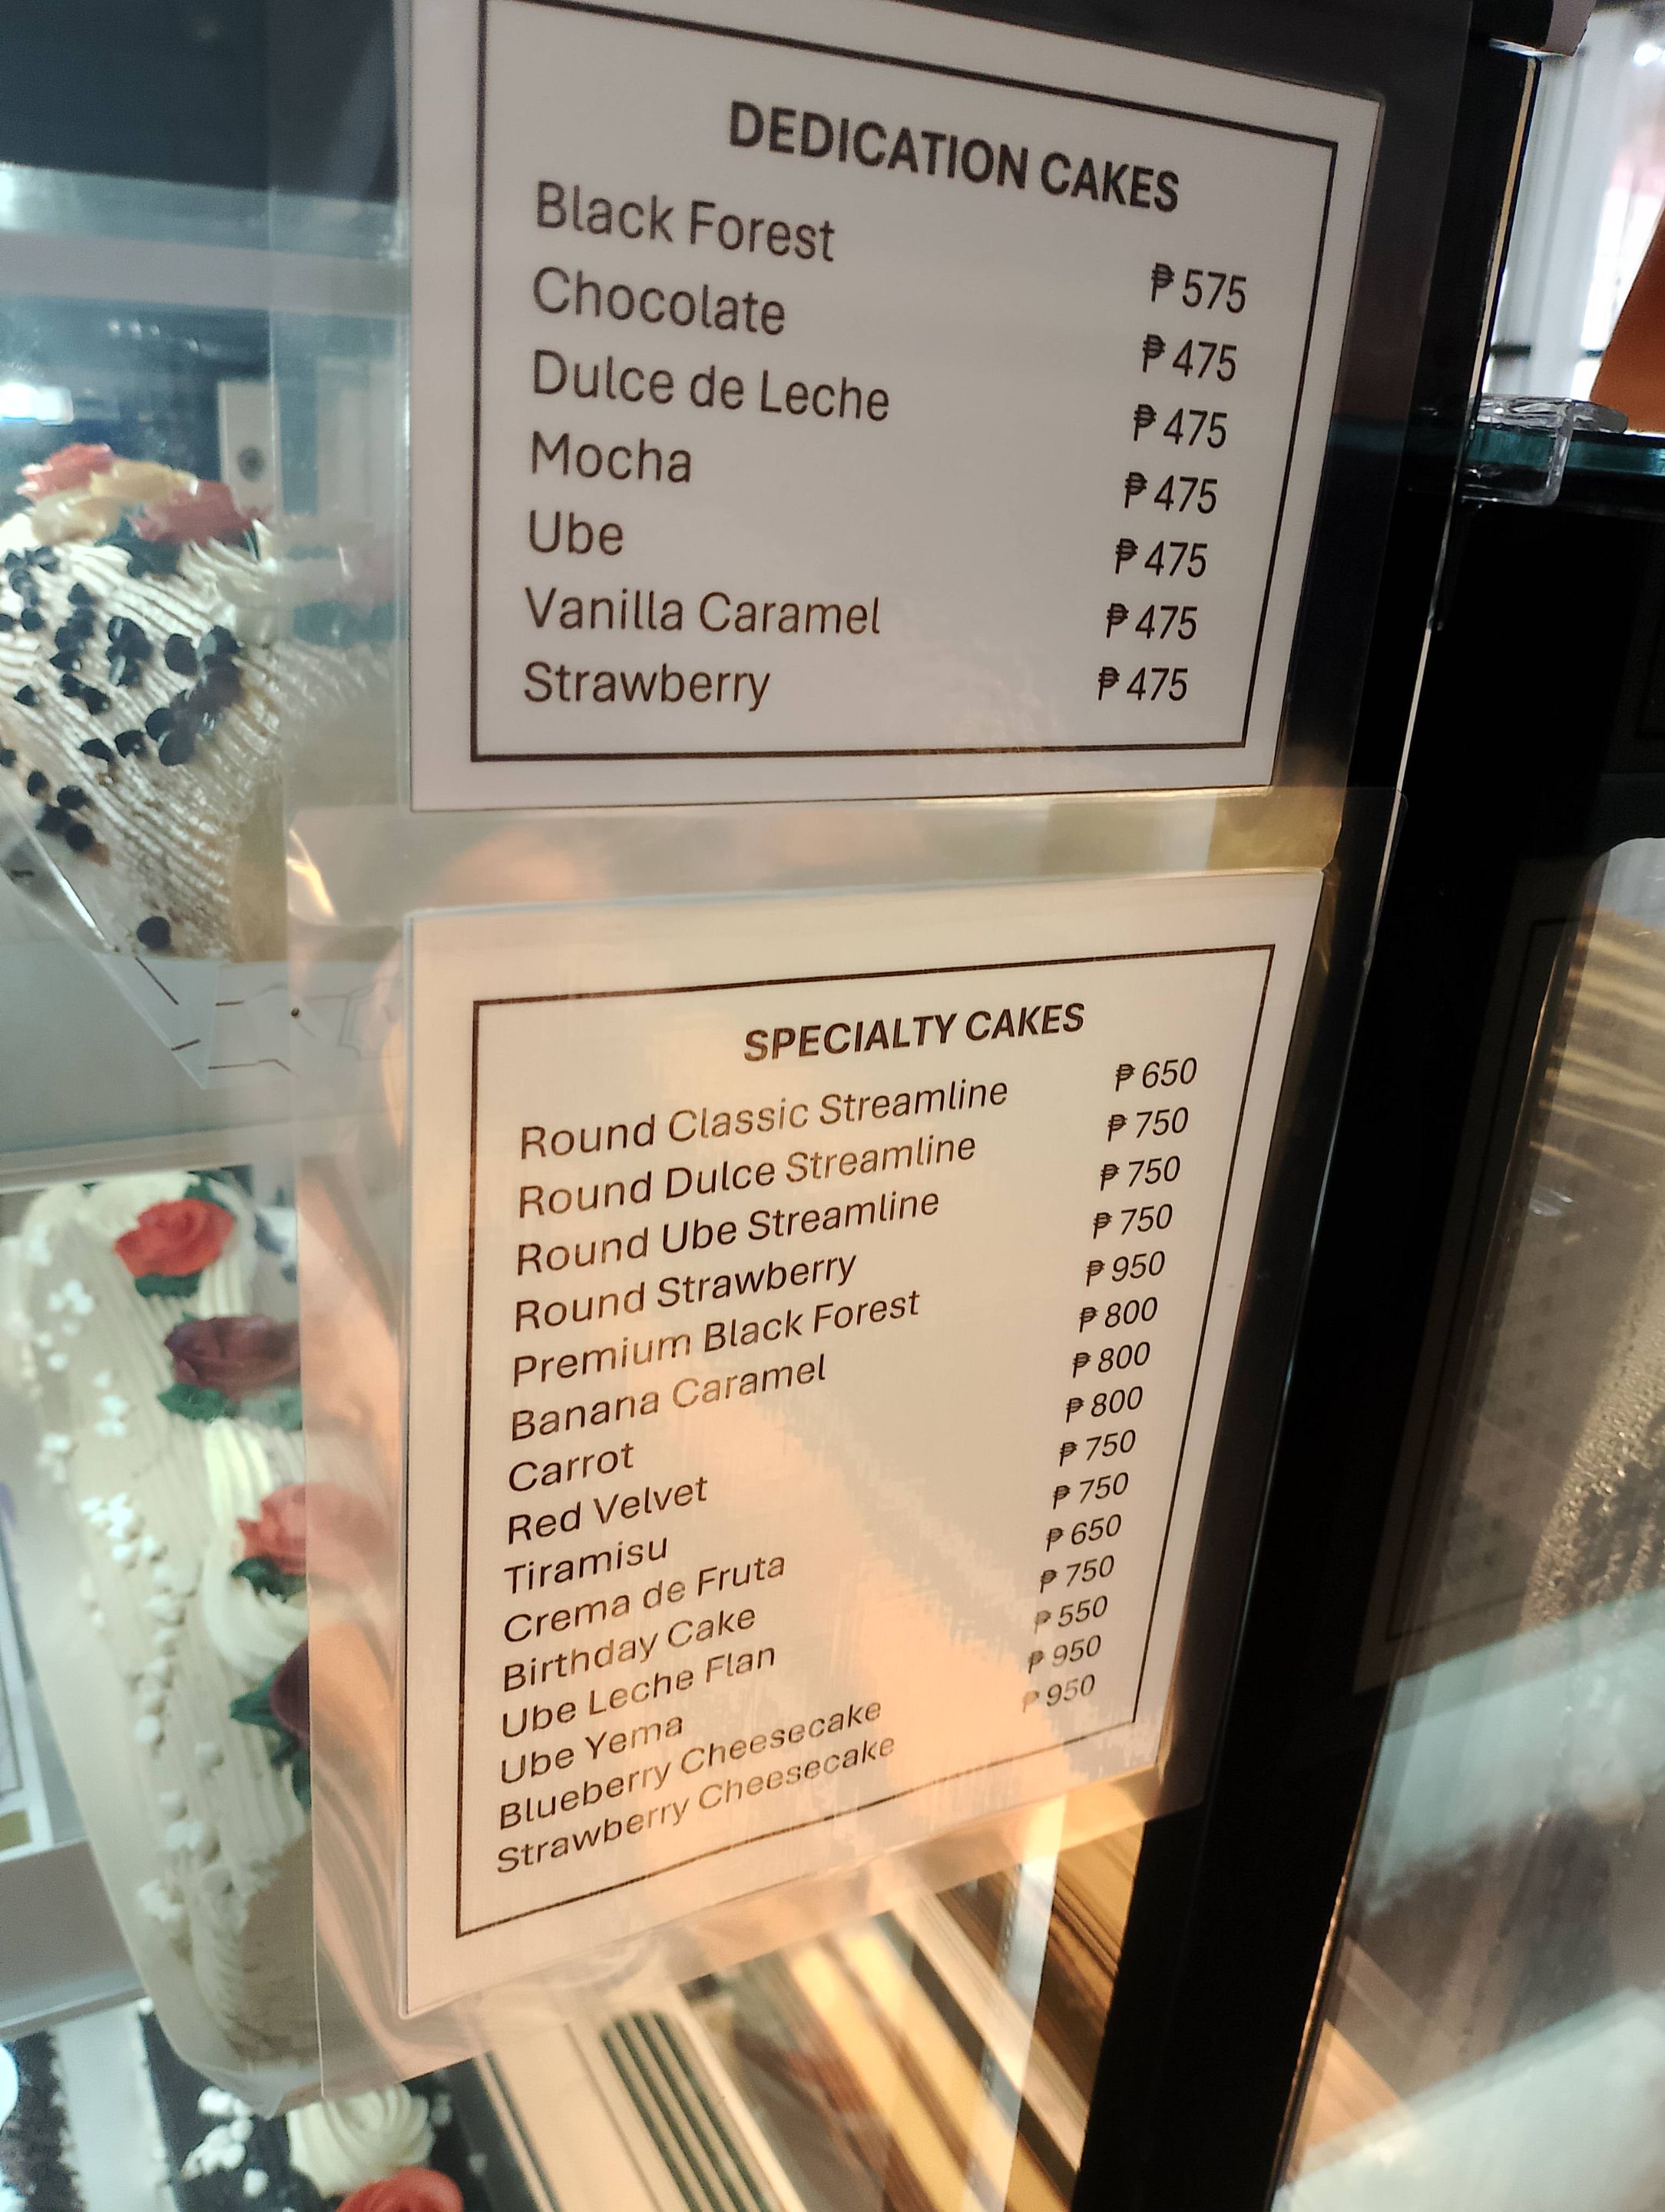 DEDICATION CAKES
Black Forest ₱ 575
Chocolate ₱ 475
Dulce de Leche ₱ 475
Mocha ₱ 475
Ube ₱ 475
Vanilla Caramel ₱ 475
Strawberry ₱ 475
SPECIALTY CAKES
Round Classic Streamline ₱ 650
Round Dulce Streamline ₱ 750
Round Ube Streamline ₱ 750
Round Strawberry ₱ 750
Premium Black Forest ₱ 950
Banana Caramel ₱ 800
Carrot ₱ 800
Red Velvet ₱ 800
Tiramisu ₱ 750
Crema de Fruta ₱ 750
Birthday Cake ₱ 650
Ube Leche Flan ₱ 750
Ube Yema ₱ 550
Blueberry Cheesecake ₱ 950
Strawberry Cheesecake ₱ 950